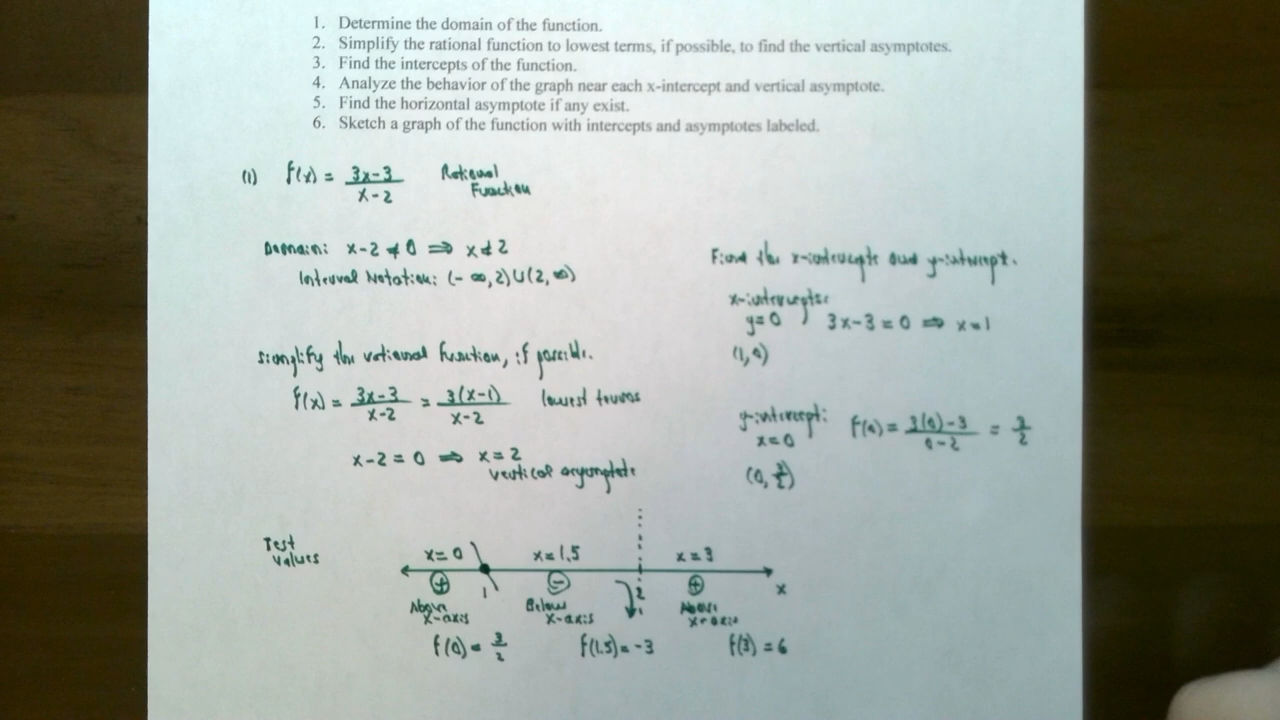 1. Determine the domain of the function.
2. Simplify the rational function to lowest terms, if possible, to find the vertical asymptotes.
3. Find the intercepts of the function.
4. Analyze the behavior of the graph near each x-intercept and vertical asymptote.
5. Find the horizontal asymptote if any exist.
6. Sketch a graph of the function with intercepts and asymptotes labeled.
(1) f(x) = (3x-3)/(x-2) Rational
Function
Domain: x-2 ≠ 0 ⇒ x ≠ 2
Interval Notation: (-∞, 2) ∪ (2, ∞)
Simplify the rational function, if possible.
f(x) = (3x-3)/(x-2) = 3(x-1)/(x-2) lowest terms
x-2 = 0 ⇒ x = 2
vertical asymptote
Find the x-intercepts and y-intercept.
x-intercepts:
y=0, 3x-3 = 0 ⇒ x = 1
(1, 0)
y-intercept: f(0) = (3(0)-3)/(0-2) = 3/2
x=0
(0, 3/2)
Test
Values
x=0 x=1.5 x=3
+ - +
1 2 x
Above
x-axis
Below
x-axis
Above
x-axis
f(0) = 3/2 f(1.5) = -3 f(3) = 6